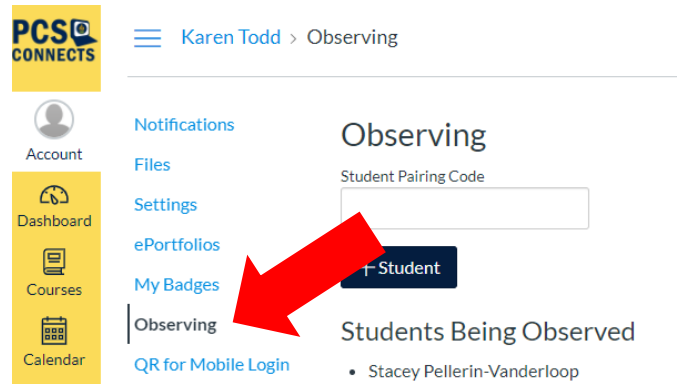 PCS
CONNECTS
Karen Todd > Observing
Account
Dashboard
Courses
Calendar
Notifications
Files
Settings
ePortfolios
My Badges
Observing
QR for Mobile Login
Observing
Student Pairing Code
+ Student
Students Being Observed
• Stacey Pellerin-Vanderloop